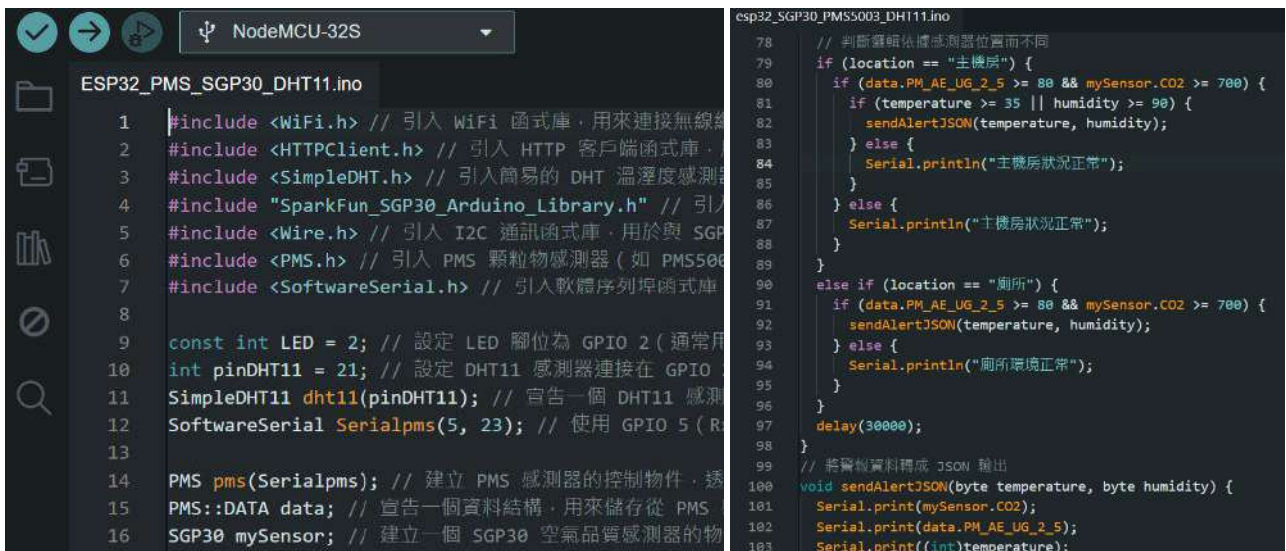 NodeMCU-32S
ESP32_PMS_SGP30_DHT11.ino
1 #include <WiFi.h> // 引入 WiFi 函式庫，用來連接無線
2 #include <HTTPClient.h> // 引入 HTTP 客戶端函式庫，
3 #include <SimpleDHT.h> // 引入簡易的 DHT 溫溼度感測
4 #include "SparkFun_SGP30_Arduino_Library.h" // 引
5 #include <Wire.h> // 引入 I2C 通訊函式庫，用於與 SGP
6 #include <PMS.h> // 引入 PMS 顆粒物感測器（如 PMS500
7 #include <SoftwareSerial.h> // 引入軟體序列埠函式庫
8
9 const int LED = 2; // 設定 LED 腳位為 GPIO 2（通常用
10 int pinDHT11 = 21; // 設定 DHT11 感測器連接在 GPIO
11 SimpleDHT11 dht11(pinDHT11); // 宣告一個 DHT11 感測
12 SoftwareSerial Serialpms(5, 23); // 使用 GPIO 5（R
13
14 PMS pms(Serialpms); // 建立 PMS 感測器的控制物件，透
15 PMS::DATA data; // 宣告一個資料結構，用來儲存從 PMS
16 SGP30 mySensor; // 建立一個 SGP30 空氣品質感測器的物
esp32_SGP30_PMS5003_DHT11.ino
78 // 判斷邏輯依據感測器位置而不同
79 if (location == "主機房") {
80 if (data.PM_AE_UG_2_5 >= 80 && mySensor.CO2 >= 700) {
81 if (temperature >= 35 || humidity >= 90) {
82 sendAlertJSON(temperature, humidity);
83 } else {
84 Serial.println("主機房狀況正常");
85 }
86 } else {
87 Serial.println("主機房狀況正常");
88 }
89 }
90 else if (location == "廁所") {
91 if (data.PM_AE_UG_2_5 >= 80 && mySensor.CO2 >= 700) {
92 sendAlertJSON(temperature, humidity);
93 } else {
94 Serial.println("廁所環境正常");
95 }
96 }
97 delay(30000);
98 }
99 // 將警報資料轉成 JSON 輸出
100 void sendAlertJSON(byte temperature, byte humidity) {
101 Serial.print(mySensor.CO2);
102 Serial.print(data.PM_AE_UG_2_5);
103 Serial.print((int)temperature);